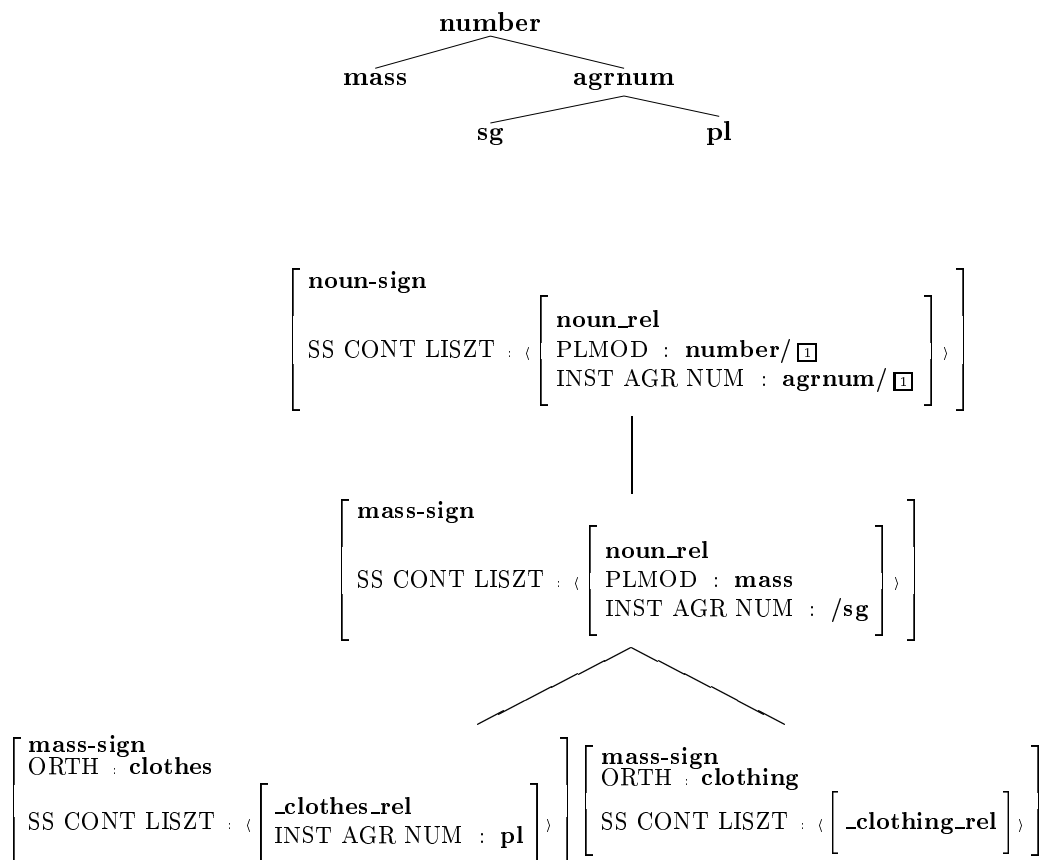 number
mass agrnum
sg pl
noun-sign
noun_rel
SS CONT LISZT : ⟨ PLMOD : number/ 1 ⟩
INST AGR NUM : agrnum/ 1
mass-sign
noun_rel
SS CONT LISZT : ⟨ PLMOD : mass ⟩
INST AGR NUM : /sg
mass-sign
ORTH : clothes
_clothes_rel
SS CONT LISZT : ⟨ INST AGR NUM : pl ⟩
mass-sign
ORTH : clothing
SS CONT LISZT : ⟨ _clothing_rel ⟩